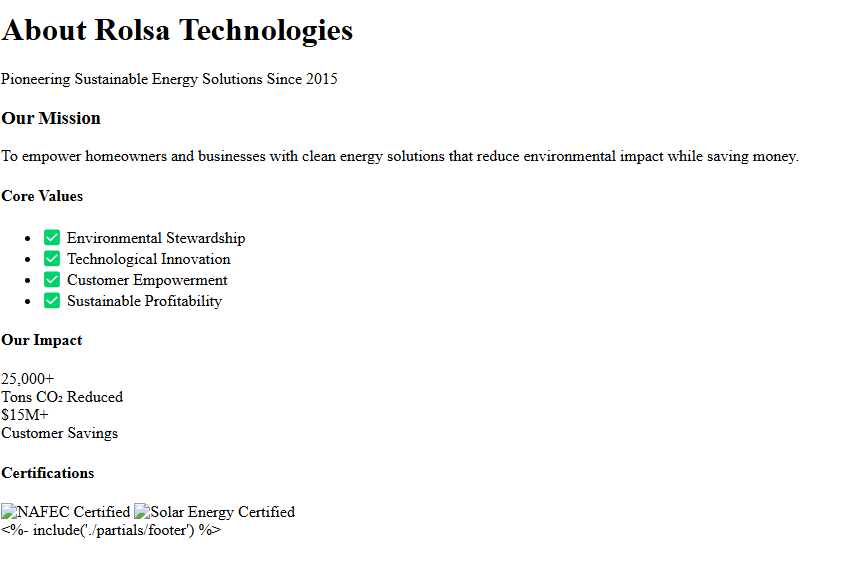 About Rolsa Technologies
Pioneering Sustainable Energy Solutions Since 2015
Our Mission
To empower homeowners and businesses with clean energy solutions that reduce environmental impact while saving money.
Core Values
• ✅ Environmental Stewardship
• ✅ Technological Innovation
• ✅ Customer Empowerment
• ✅ Sustainable Profitability
Our Impact
25,000+
Tons CO₂ Reduced
$15M+
Customer Savings
Certifications
NAFEC Certified Solar Energy Certified
<%- include('./partials/footer') %>